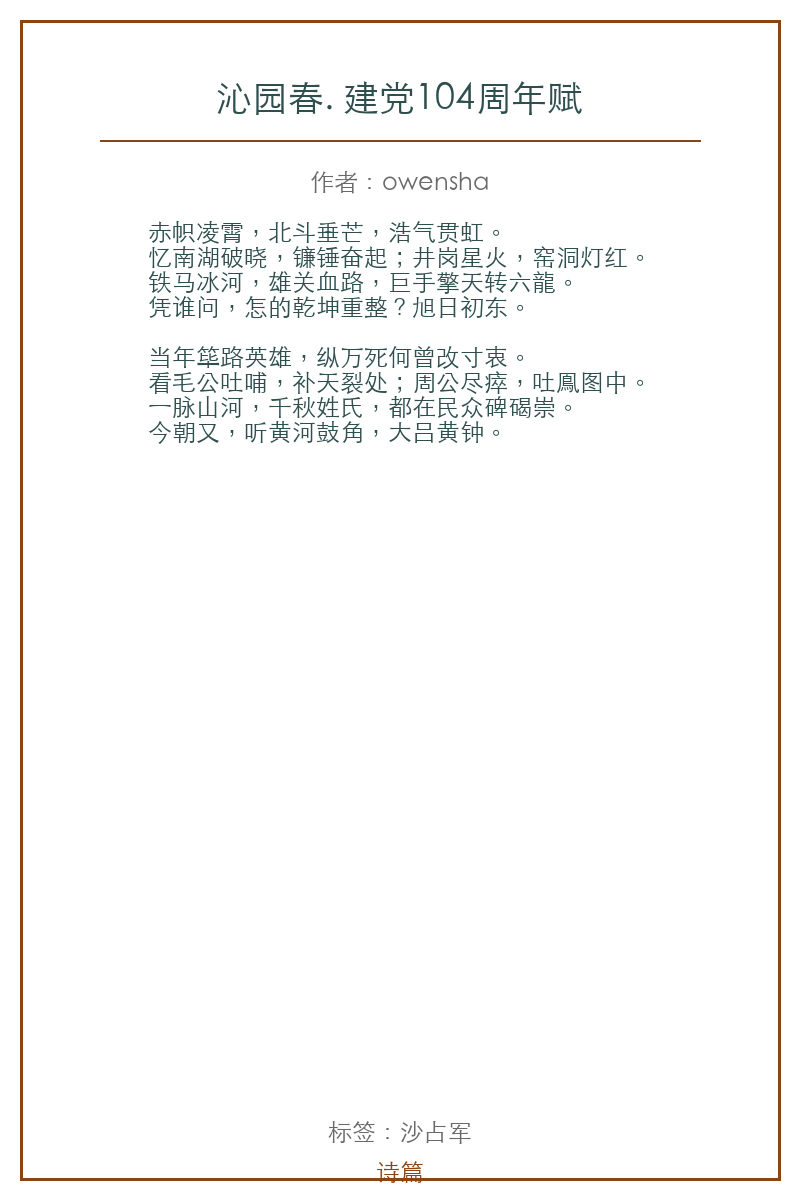 沁园春. 建党104周年赋
作者：owensha
赤帜凌霄，北斗垂芒，浩气贯虹。
忆南湖破晓，镰锤奋起；井岗星火，窑洞灯红。
铁马冰河，雄关血路，巨手擎天转六龍。
凭谁问，怎的乾坤重整？旭日初东。
当年筚路英雄，纵万死何曾改寸衷。
看毛公吐哺，补天裂处；周公尽瘁，吐鳯图中。
一脉山河，千秋姓氏，都在民众碑碣崇。
今朝又，听黄河鼓角，大吕黄钟。
标签：沙占军
诗篇